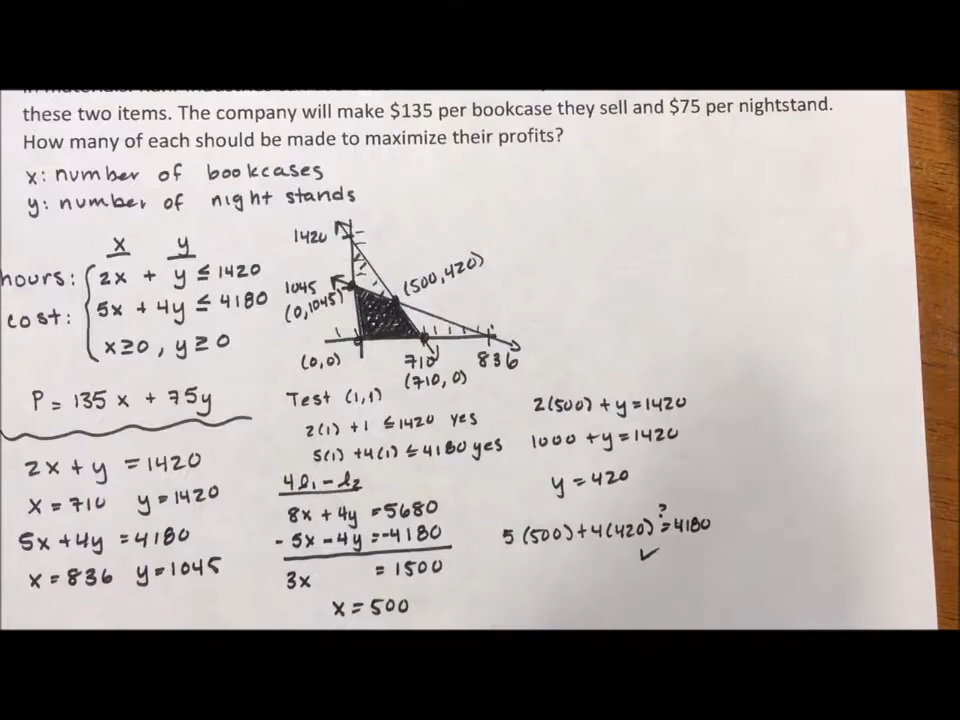 these two items. The company will make $135 per bookcase they sell and $75 per nightstand.
How many of each should be made to maximize their profits?
x: number of bookcases
y: number of night stands
x y
hours: 2x + y ≤ 1420
cost: 5x + 4y ≤ 4180
x ≥ 0, y ≥ 0
P = 135x + 75y
2x + y = 1420
x = 710 y = 1420
5x + 4y = 4180
x = 836 y = 1045
1420
1045
(0,1045)
(500,420)
(0,0)
710
(710,0)
836
Test (1,1)
2(1) + 1 ≤ 1420 yes
5(1) + 4(1) ≤ 4180 yes
4l₁ - l₂
8x + 4y = 5680
- 5x - 4y = -4180
3x = 1500
x = 500
2(500) + y = 1420
1000 + y = 1420
y = 420
5(500) + 4(420) ?= 4180
✓